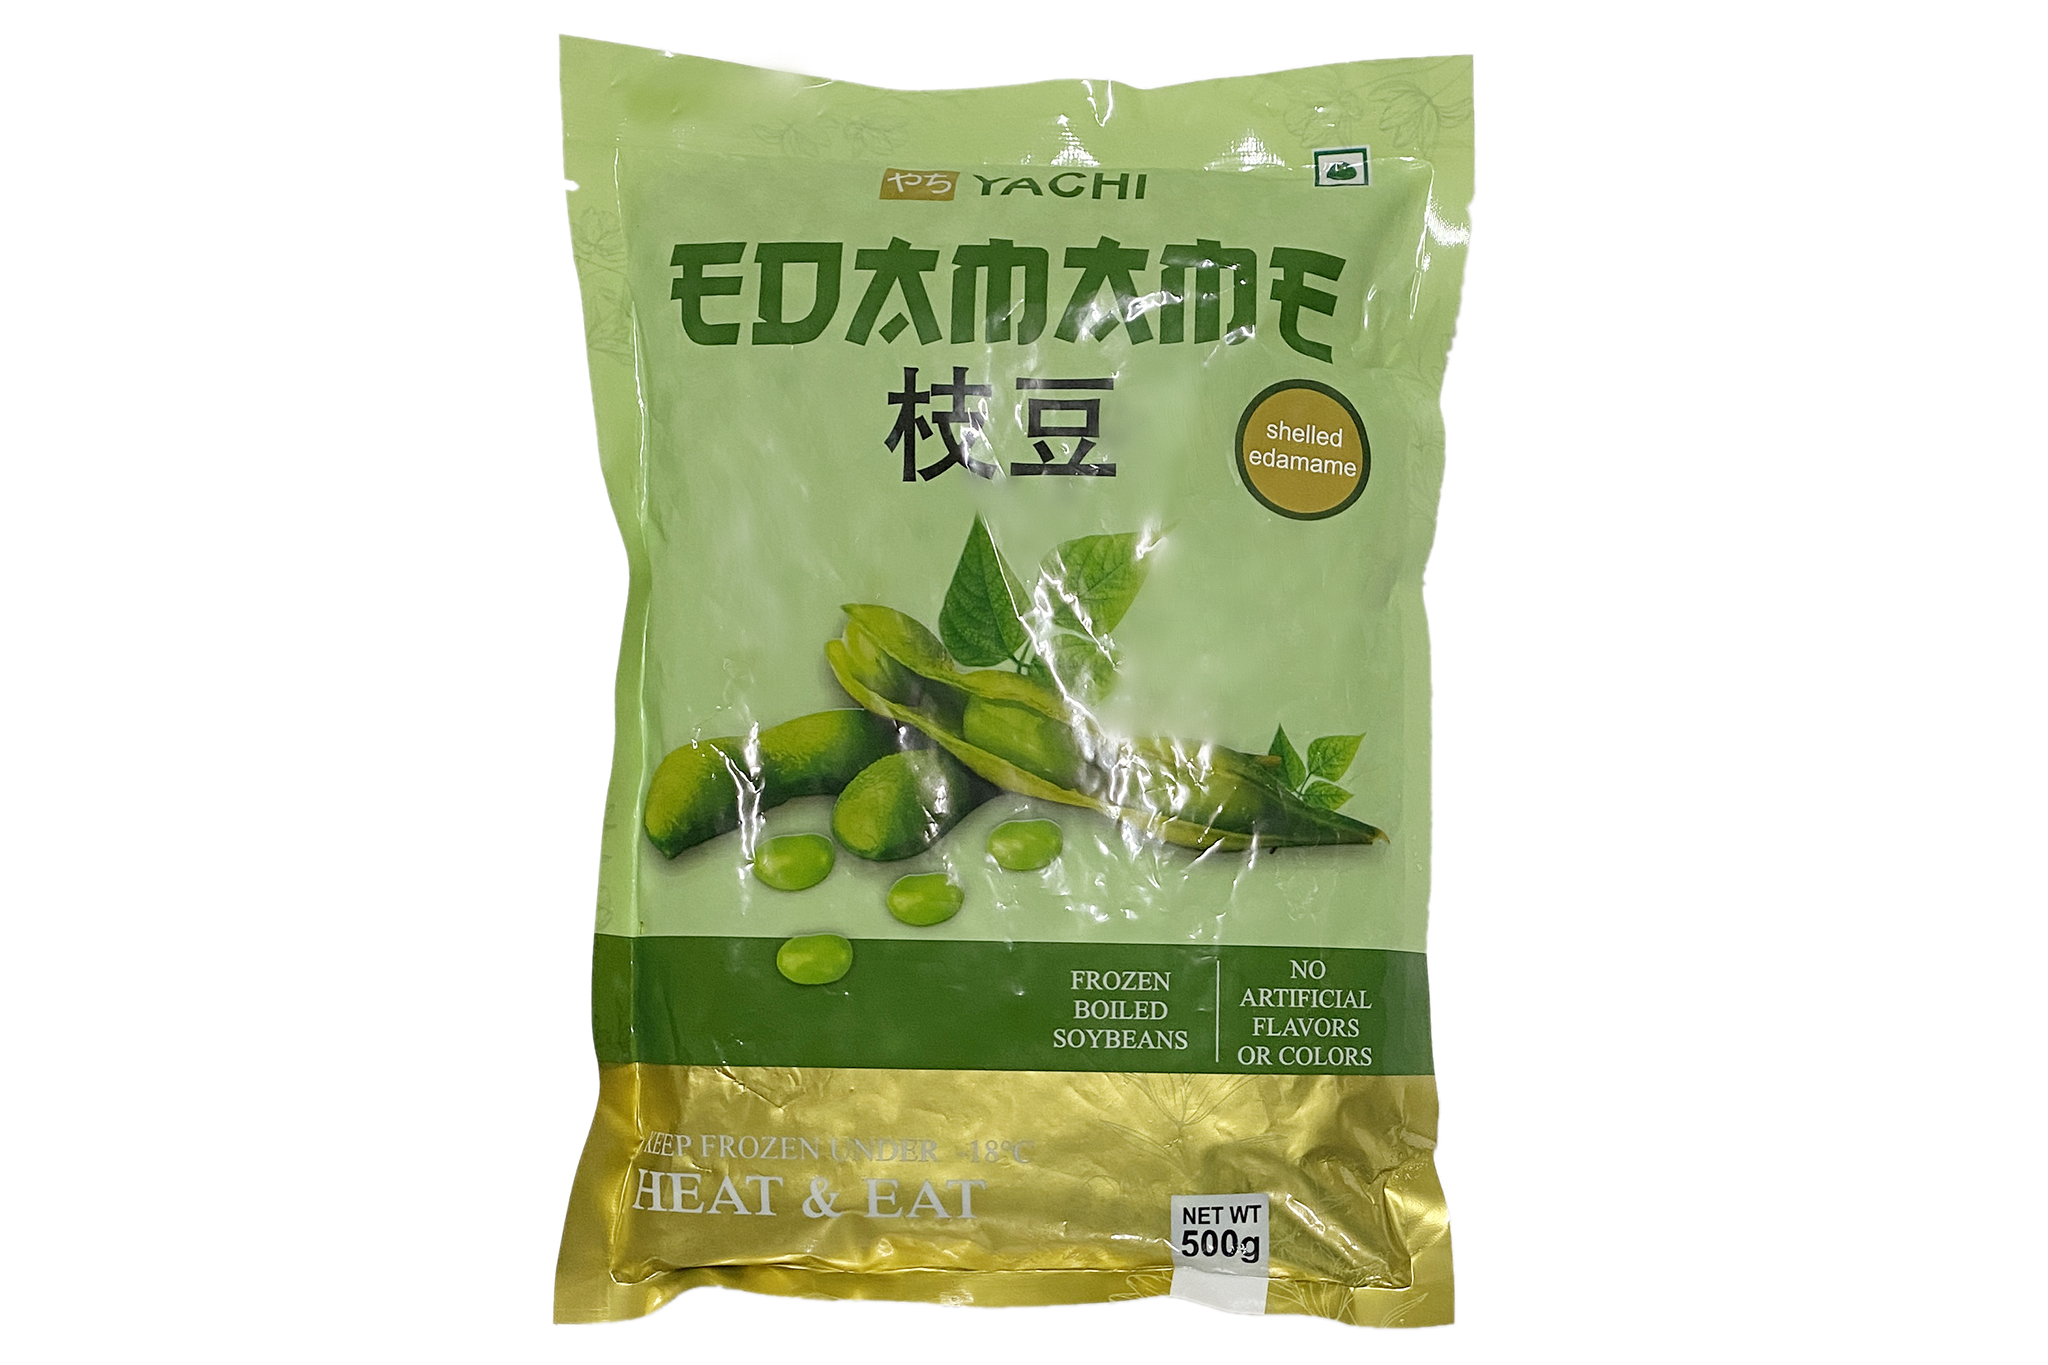 やち YACHI
EDAMAME
枝豆
shelled
edamame
FROZEN
BOILED
SOYBEANS
NO
ARTIFICIAL
FLAVORS
OR COLORS
KEEP FROZEN UNDER -18°C
HEAT & EAT
NET WT
500g